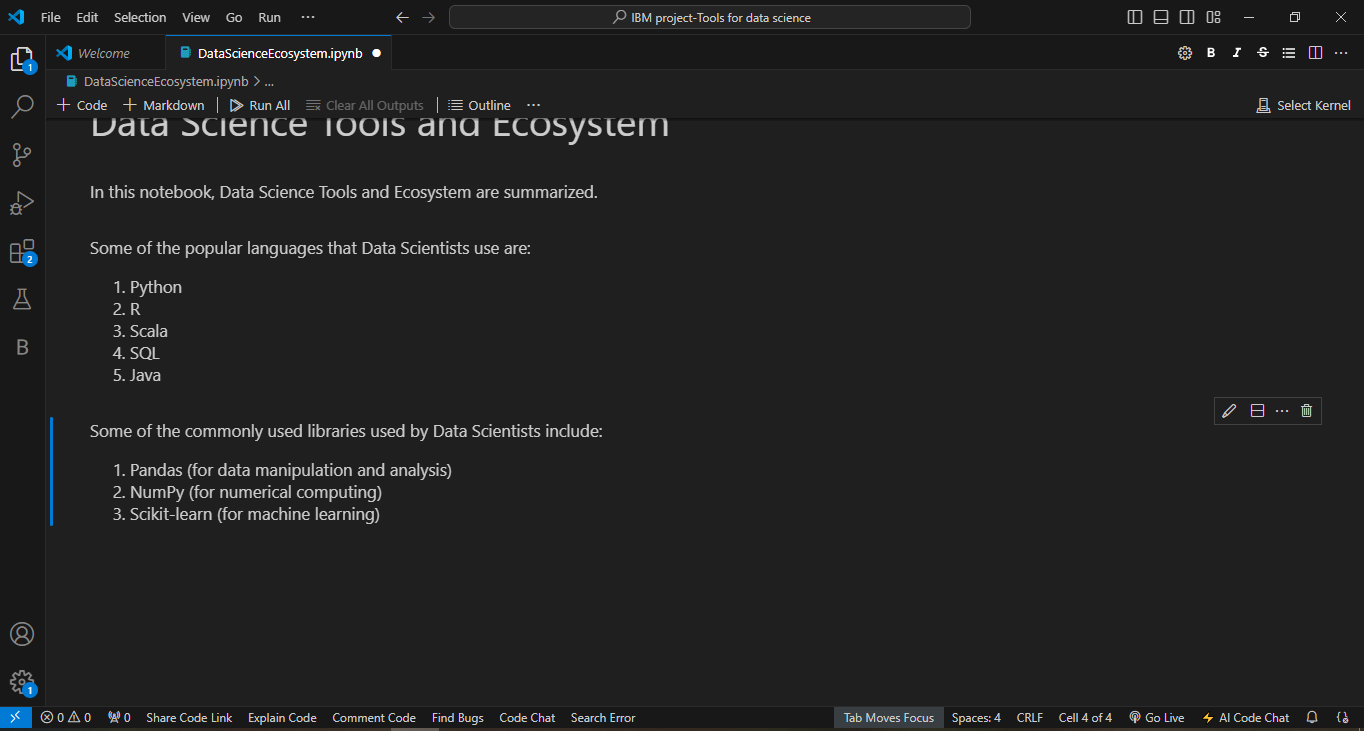 File Edit Selection View Go Run ··· IBM project-Tools for data science
1 Welcome DataScienceEcosystem.ipynb
DataScienceEcosystem.ipynb > ...
Code Markdown Run All Clear All Outputs Outline ··· Select Kernel
Data Science Tools and Ecosystem
In this notebook, Data Science Tools and Ecosystem are summarized.
Some of the popular languages that Data Scientists use are:
1. Python
2. R
3. Scala
4. SQL
5. Java
Some of the commonly used libraries used by Data Scientists include:
1. Pandas (for data manipulation and analysis)
2. NumPy (for numerical computing)
3. Scikit-learn (for machine learning)
2
B
1
0 0 0 Share Code Link Explain Code Comment Code Find Bugs Code Chat Search Error Tab Moves Focus Spaces: 4 CRLF Cell 4 of 4 Go Live AI Code Chat